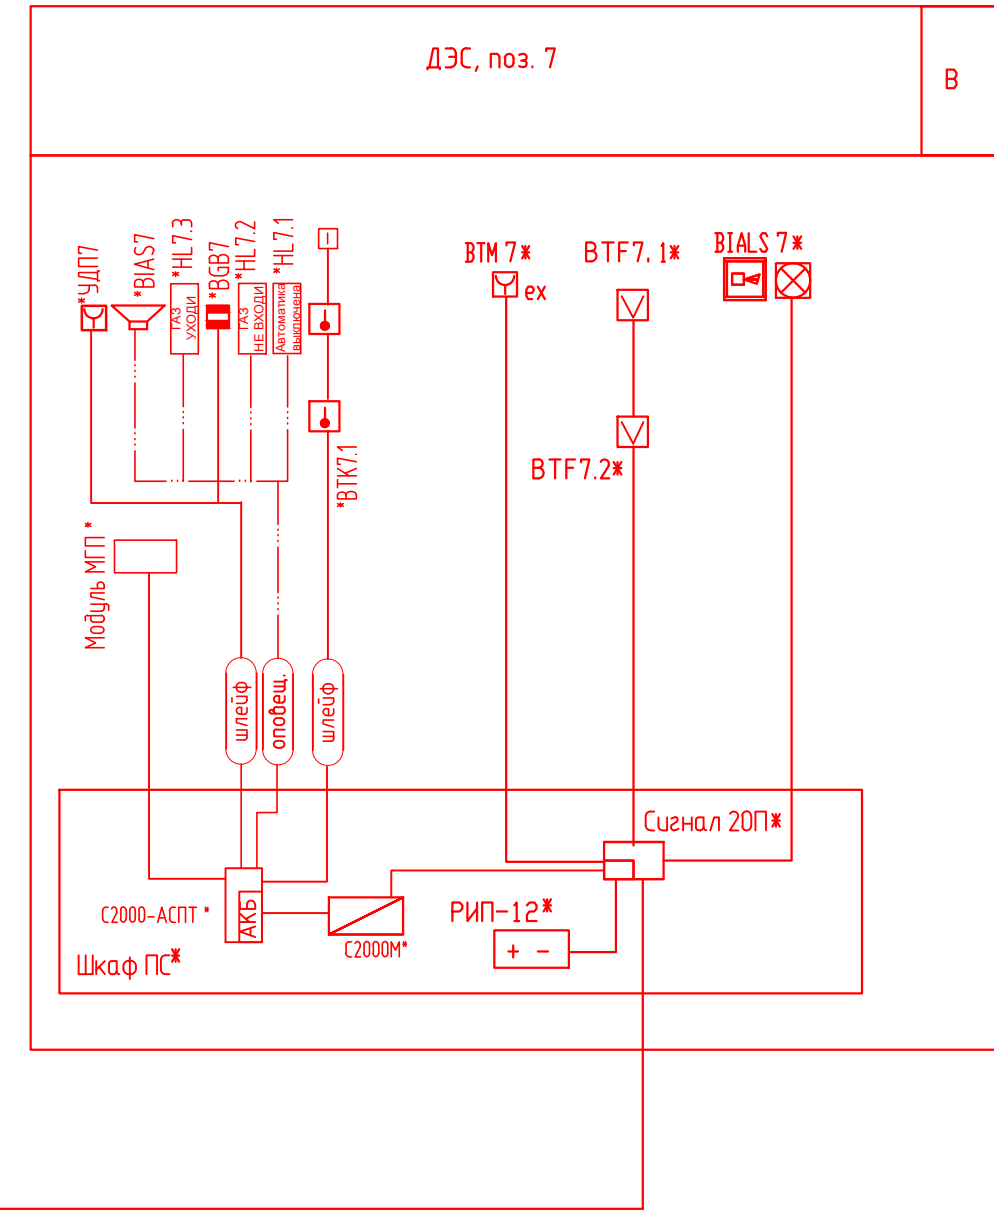 ДЭС, поз. 7
В
*УДП7
*BIAS7
*HL7.3
*BGB7
*HL7.2
*HL7.1
ГАЗ
УХОДИ
ГАЗ
НЕ ВХОДИ
Автоматика
выключена
*BTK7.1
BTM 7*
ex
BTF7.1*
BTF7.2*
BIALS 7*
Модуль МГП *
шлейф
оповещ.
шлейф
Сигнал 20П*
С2000-АСПТ *
АКБ
С2000М*
РИП-12*
+ -
Шкаф ПС*